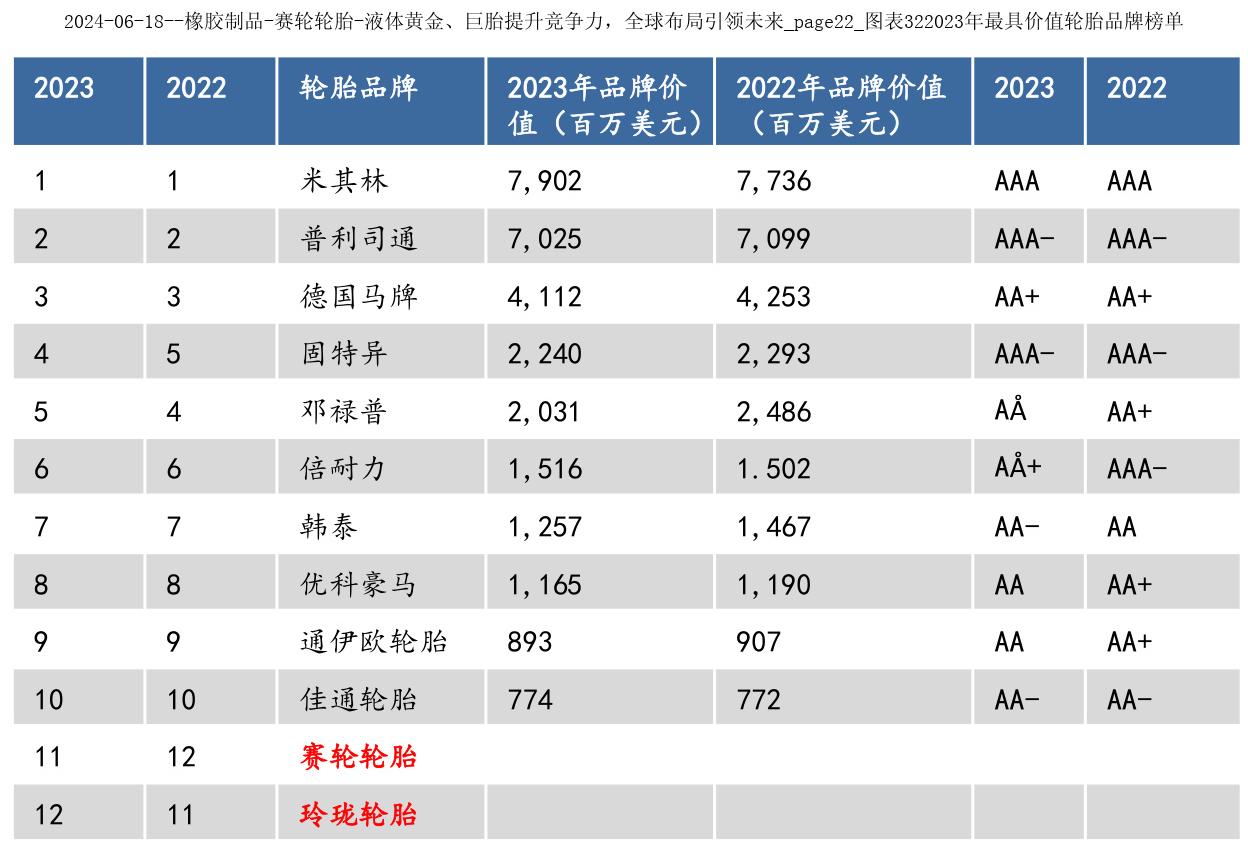 2024-06-18--橡胶制品-赛轮轮胎-液体黄金、巨胎提升竞争力，全球布局引领未来_page22_图表322023年最具价值轮胎品牌榜单
2023 2022 轮胎品牌 2023年品牌价值（百万美元） 2022年品牌价值（百万美元） 2023 2022
1 1 米其林 7,902 7,736 AAA AAA
2 2 普利司通 7,025 7,099 AAA- AAA-
3 3 德国马牌 4,112 4,253 AA+ AA+
4 5 固特异 2,240 2,293 AAA- AAA-
5 4 邓禄普 2,031 2,486 AÅ AA+
6 6 倍耐力 1,516 1.502 AÅ+ AAA-
7 7 韩泰 1,257 1,467 AA- AA
8 8 优科豪马 1,165 1,190 AA AA+
9 9 通伊欧轮胎 893 907 AA AA+
10 10 佳通轮胎 774 772 AA- AA-
11 12 赛轮轮胎
12 11 玲珑轮胎